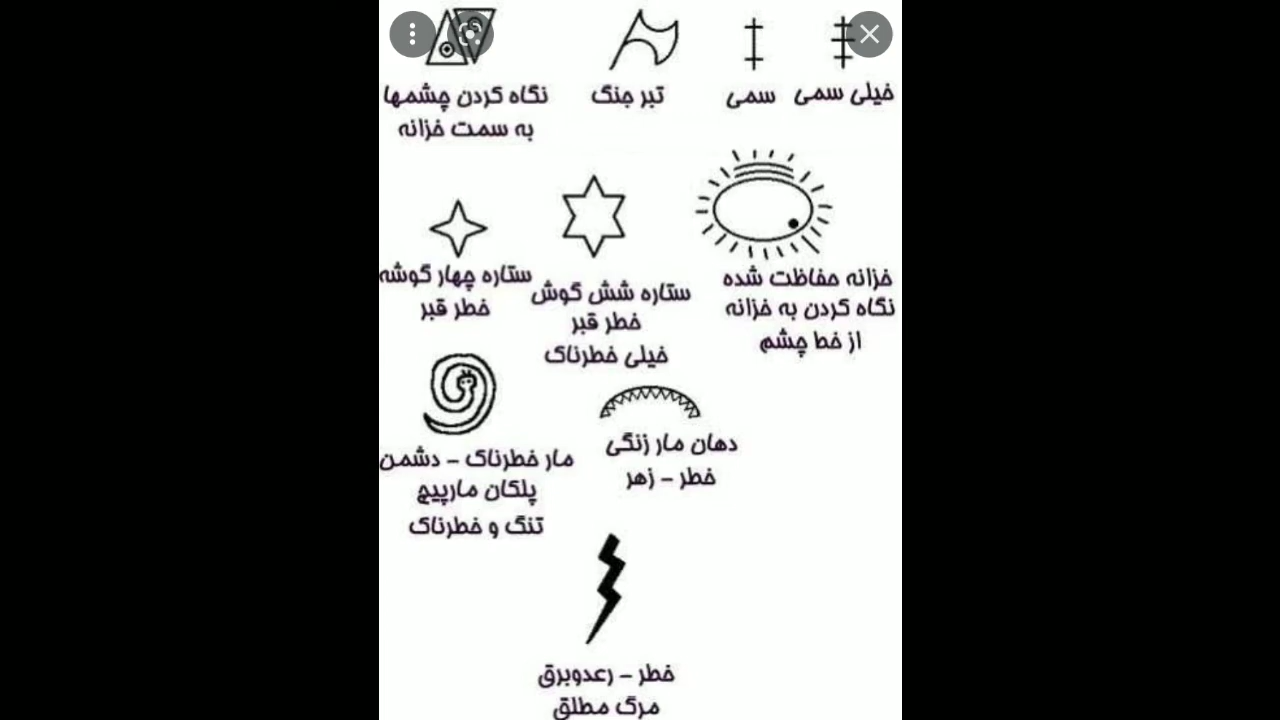 خیلی سمی
سمی
تبر جنگ
نگاه کردن چشمها
به سمت خزانه
خزانه حفاظت شده
نگاه کردن به خزانه
از خط چشم
ستاره شش گوش
خطر قبر
خیلی خطرناک
ستاره چهار گوشه
خطر قبر
دهان مار زنگی
خطر – زهر
مار خطرناک – دشمن
پلکان مارپیچ
تنگ و خطرناک
خطر – رعدوبرق
مرگ مطلق